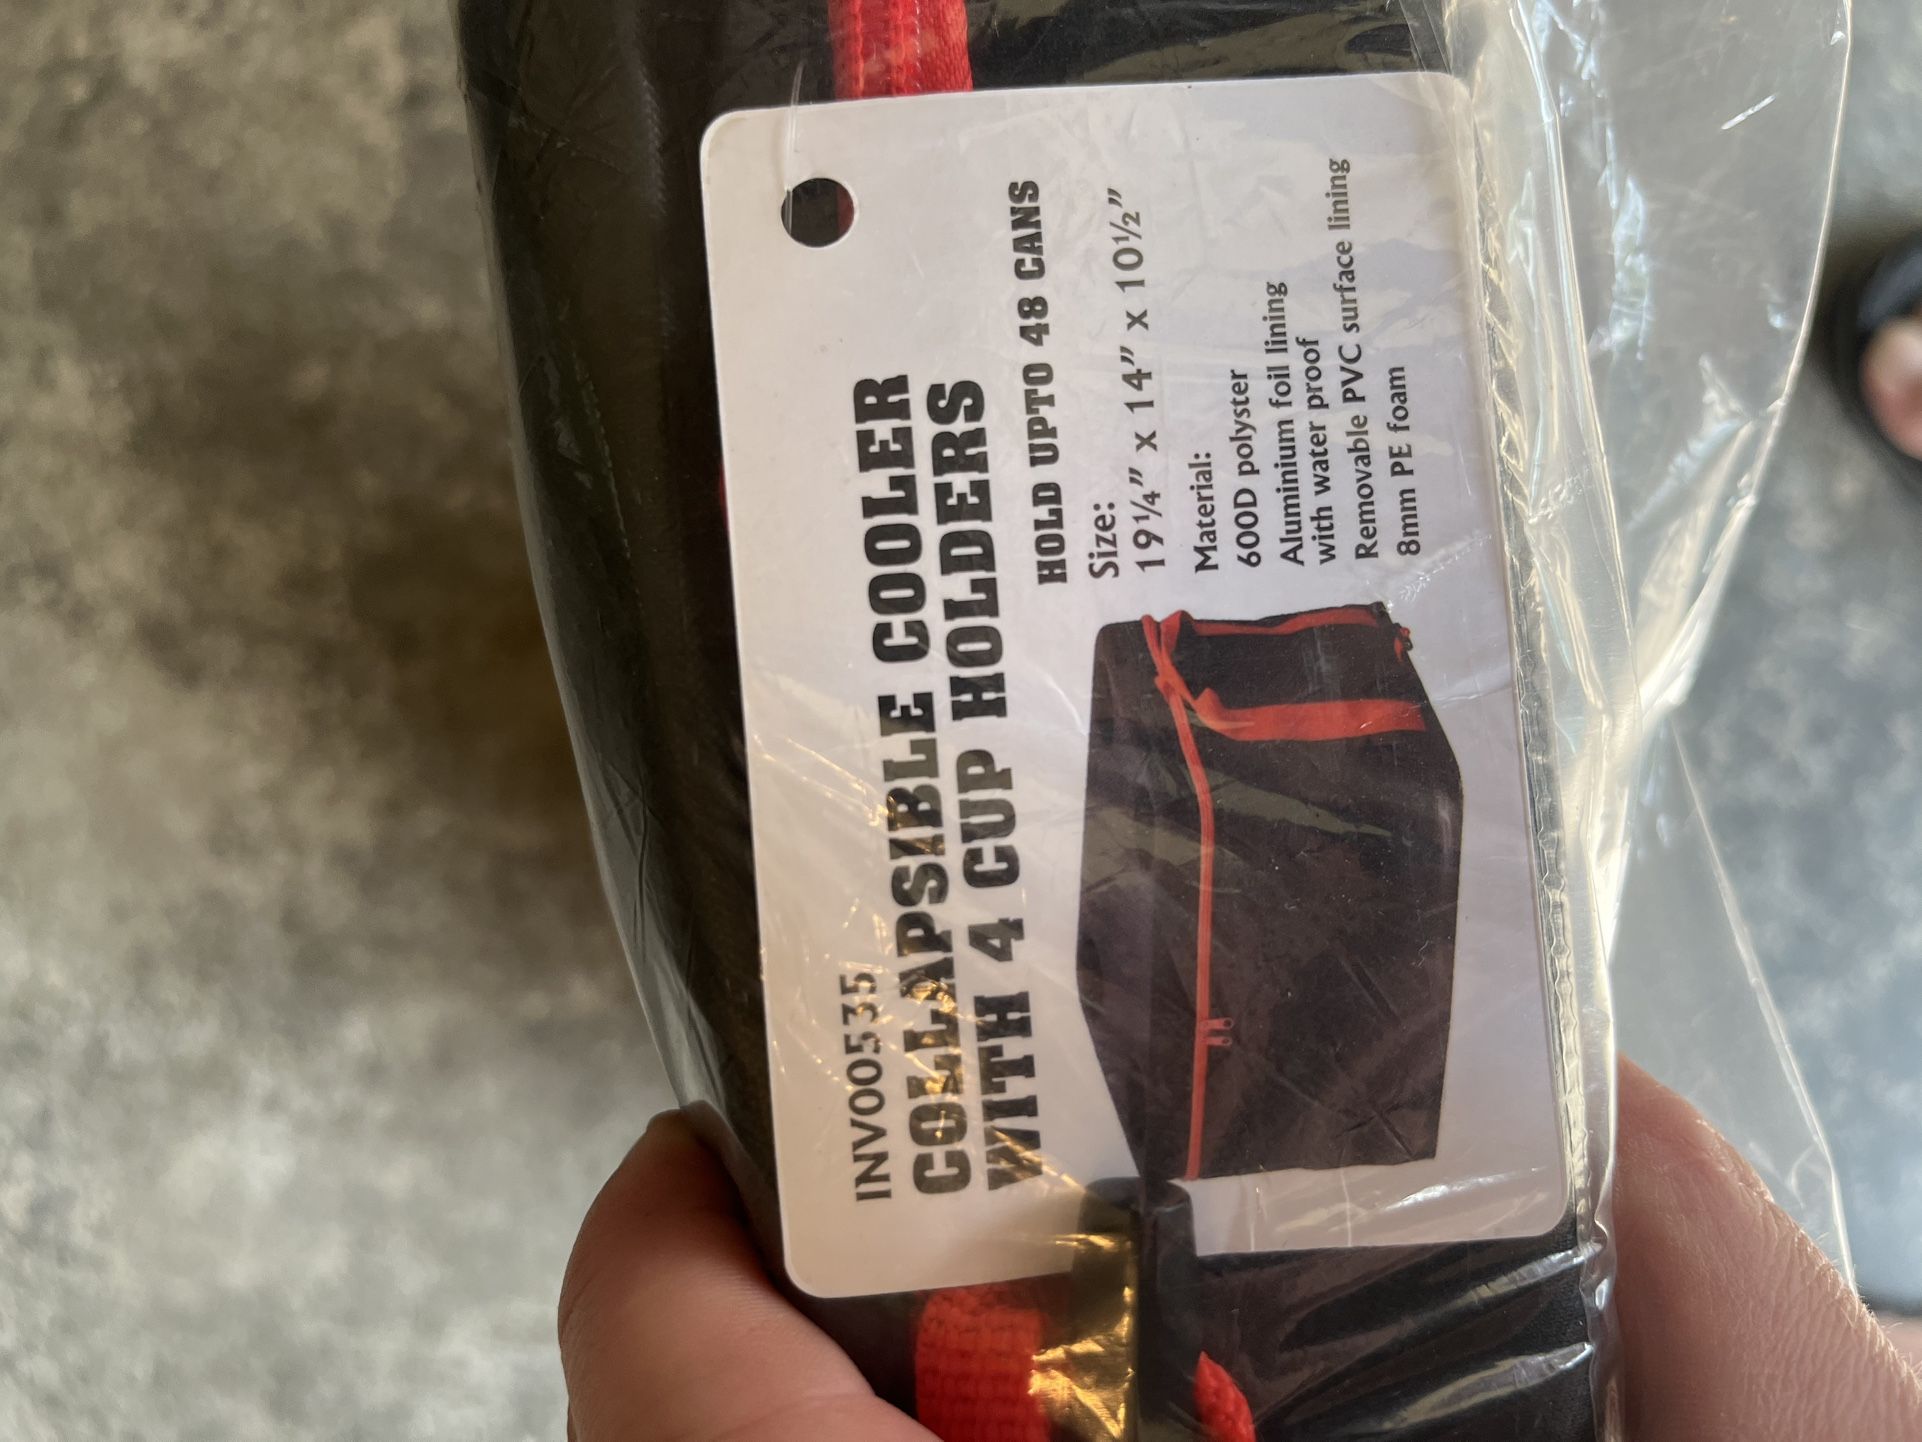 INV00535
COLLAPSIBLE COOLER
WITH 4 CUP HOLDERS
HOLD UPTO 48 CANS
Size:
19¼” x 14” x 10½”
Material:
600D polyster
Aluminium foil lining
with water proof
Removable PVC surface lining
8mm PE foam